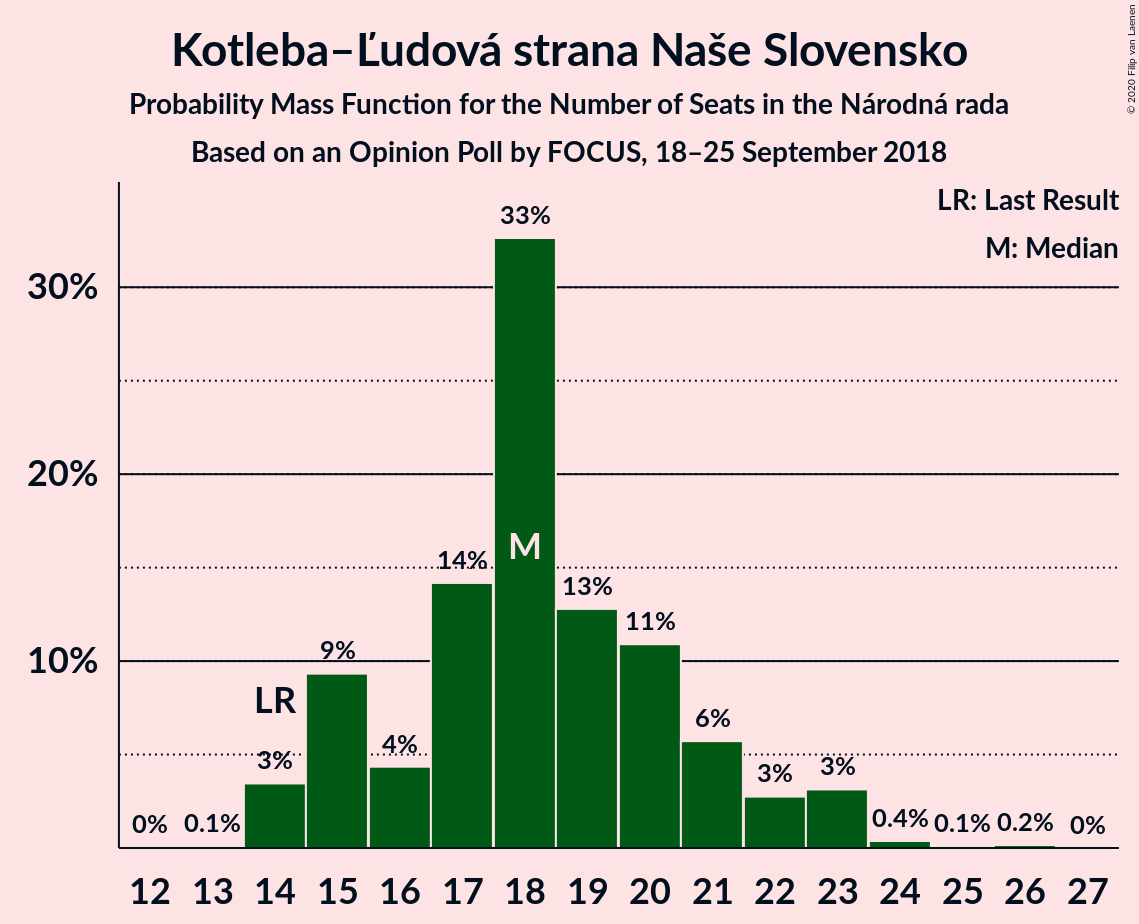 Kotleba–Ľudová strana Naše Slovensko
Probability Mass Function for the Number of Seats in the Národná rada
Based on an Opinion Poll by FOCUS, 18–25 September 2018
© 2020 Filip van Laenen
LR: Last Result
M: Median
33%
30%
20%
M
14%
13%
11%
10%
9%
LR
6%
4%
3%
3%
3%
0%
0.1%
0.4%
0.1%
0.2%
0%
12 13 14 15 16 17 18 19 20 21 22 23 24 25 26 27